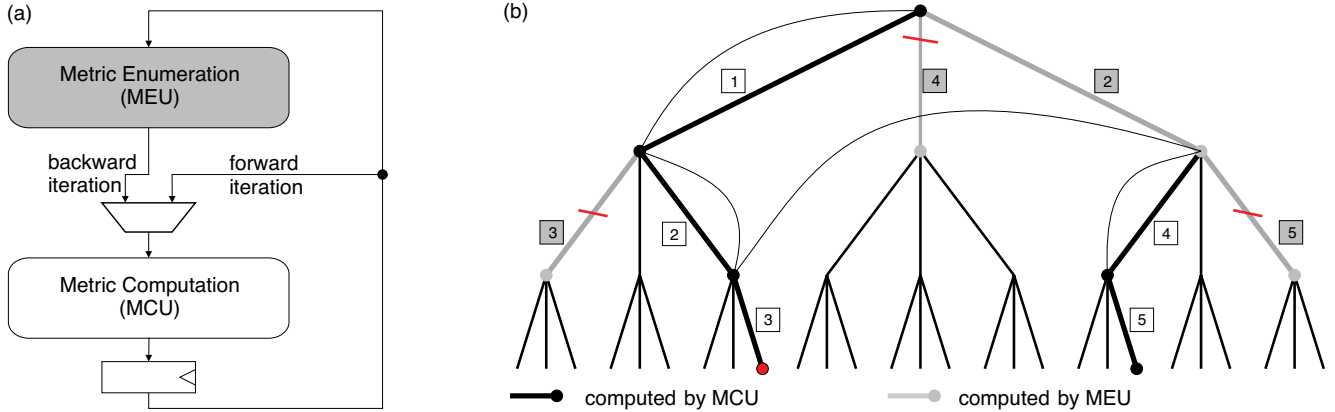 (a)
Metric Enumeration
(MEU)
backward
iteration
forward
iteration
Metric Computation
(MCU)
(b)
1
4
2
3
2
4
5
3
5
computed by MCU
computed by MEU